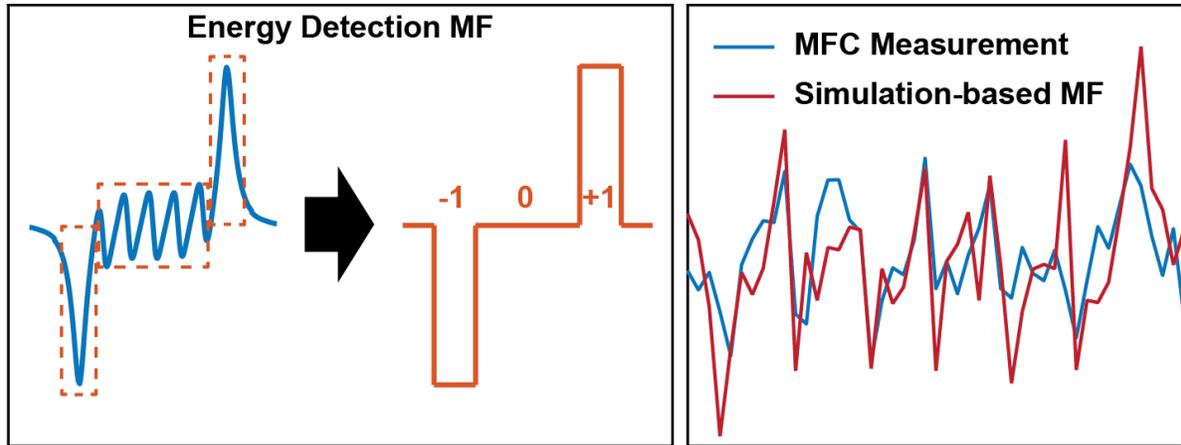 Energy Detection MF
-1
0
+1
MFC Measurement
Simulation-based MF